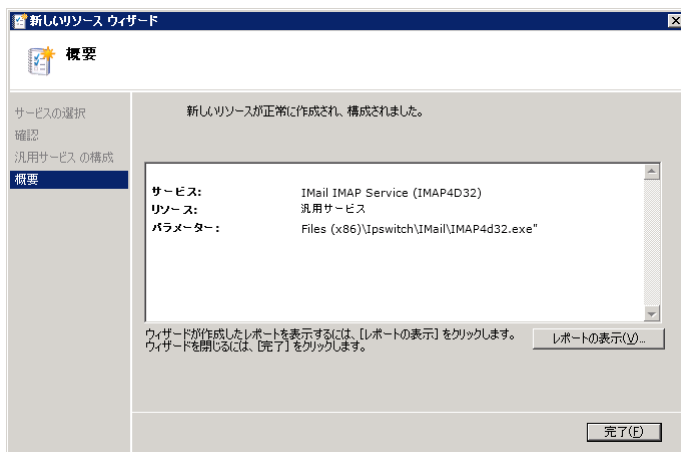 新しいリソース ウィザード
概要
サービスの選択
確認
汎用サービス の構成
概要
新しいリソースが正常に作成され、構成されました。
サービス: IMail IMAP Service (IMAP4D32)
リソース: 汎用サービス
パラメーター: Files (x86)\Ipswitch\IMail\IMAP4d32.exe"
ウィザードが作成したレポートを表示するには、[レポートの表示] をクリックします。
ウィザードを閉じるには、[完了] をクリックします。
レポートの表示(V)...
完了(F)